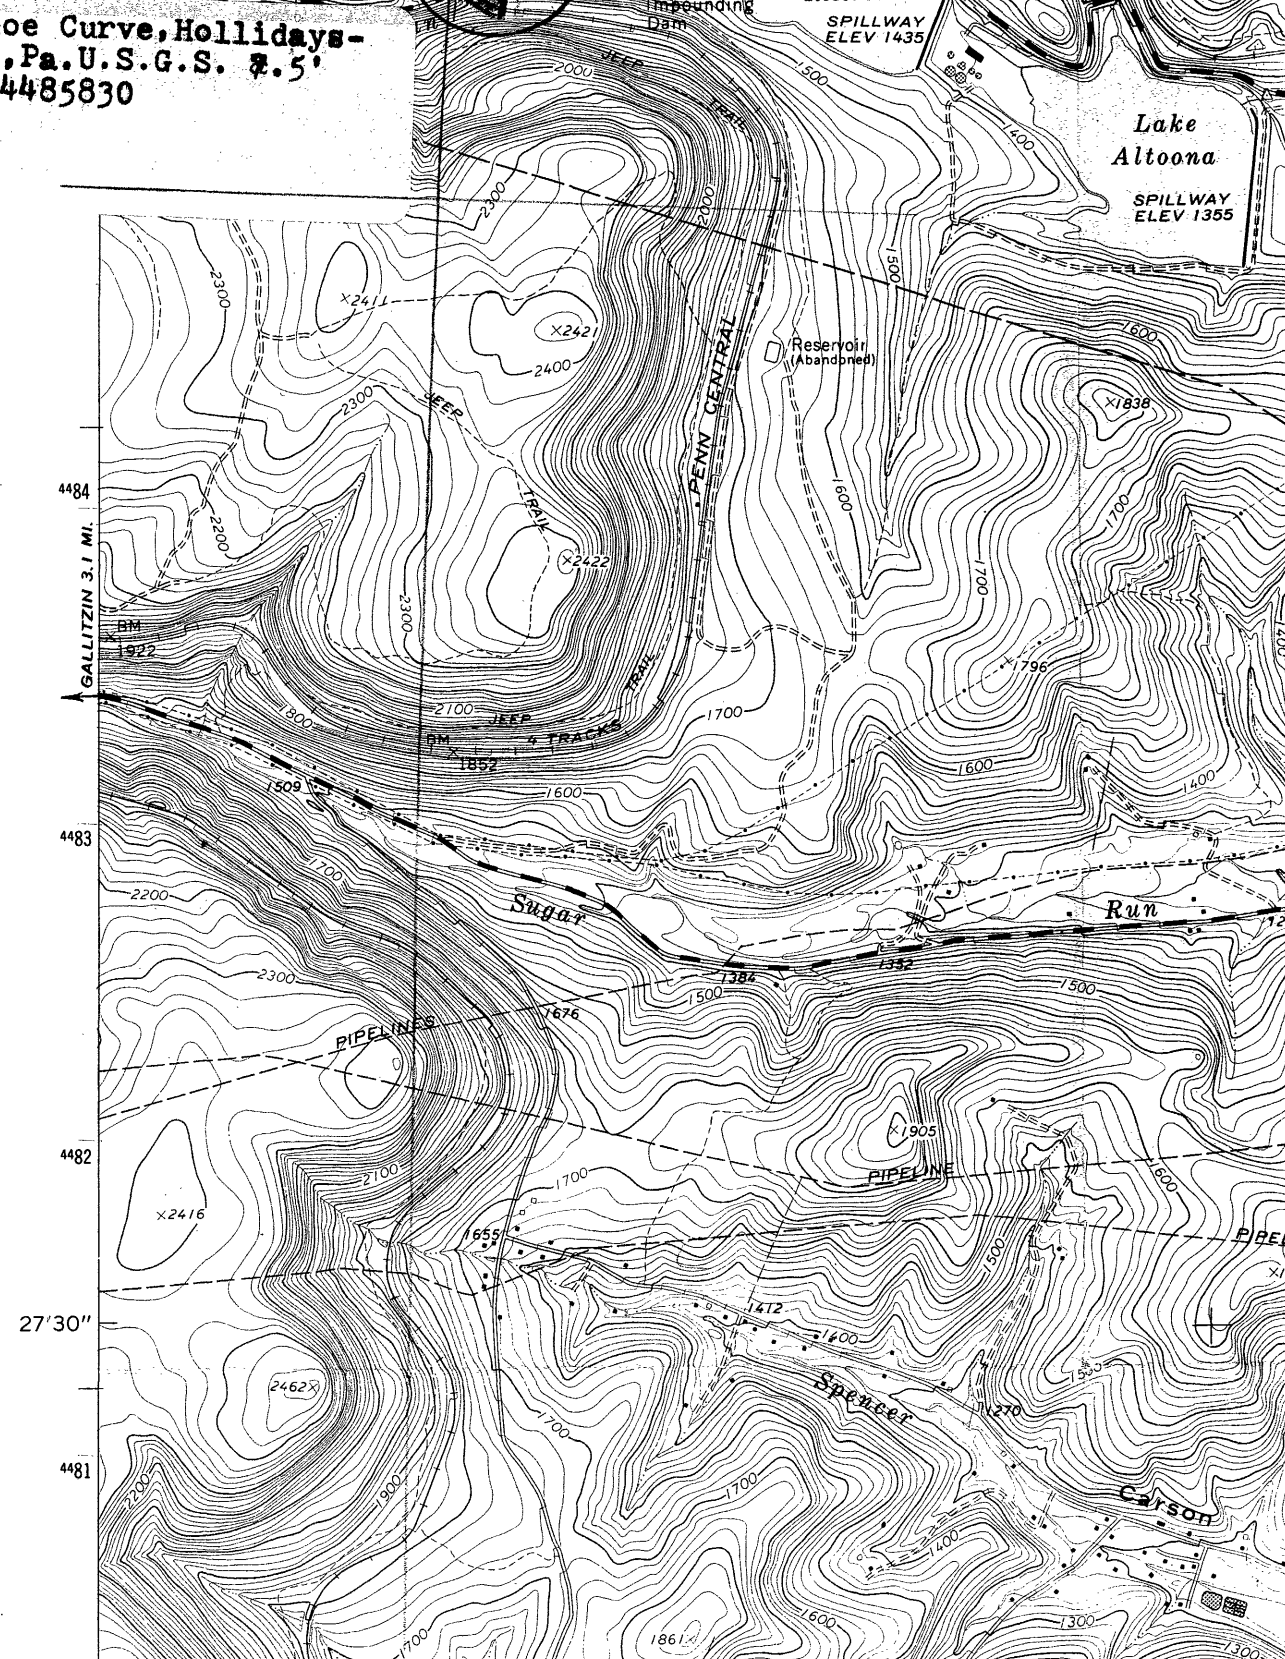 oe Curve, Hollidays-
, Pa. U.S.G.S. 7.5'
4485830
Impounding
Dam
SPILLWAY
ELEV 1435
Lake
Altoona
SPILLWAY
ELEV 1355
2000
JEEP
TRAIL
1500
1400
2300
2000
1500
2300
×2411
×2421
2400
PENN CENTRAL
Reservoir
(Abandoned)
1600
×1838
2300
JEEP
TRAIL
4484
2200
1600
1700
×2422
1700
2300
GALLITZIN 3.1 MI.
BM
×1922
TRAIL
×1796
1400
1800
2100
JEEP
4 TRACKS
1700
BM
×1852
1509
1600
1600
1400
4483
1700
2200
Sugar
Run
1384
1352
1500
1500
2300
1676
PIPELINES
×1905
4482
2100
1700
PIPELINE
1600
×2416
1655
1500
27'30"
1412
1400
2462×
Spencer
1270
1700
4481
2200
1900
1700
Carson
1400
1700
1861×
1600
1300
1300